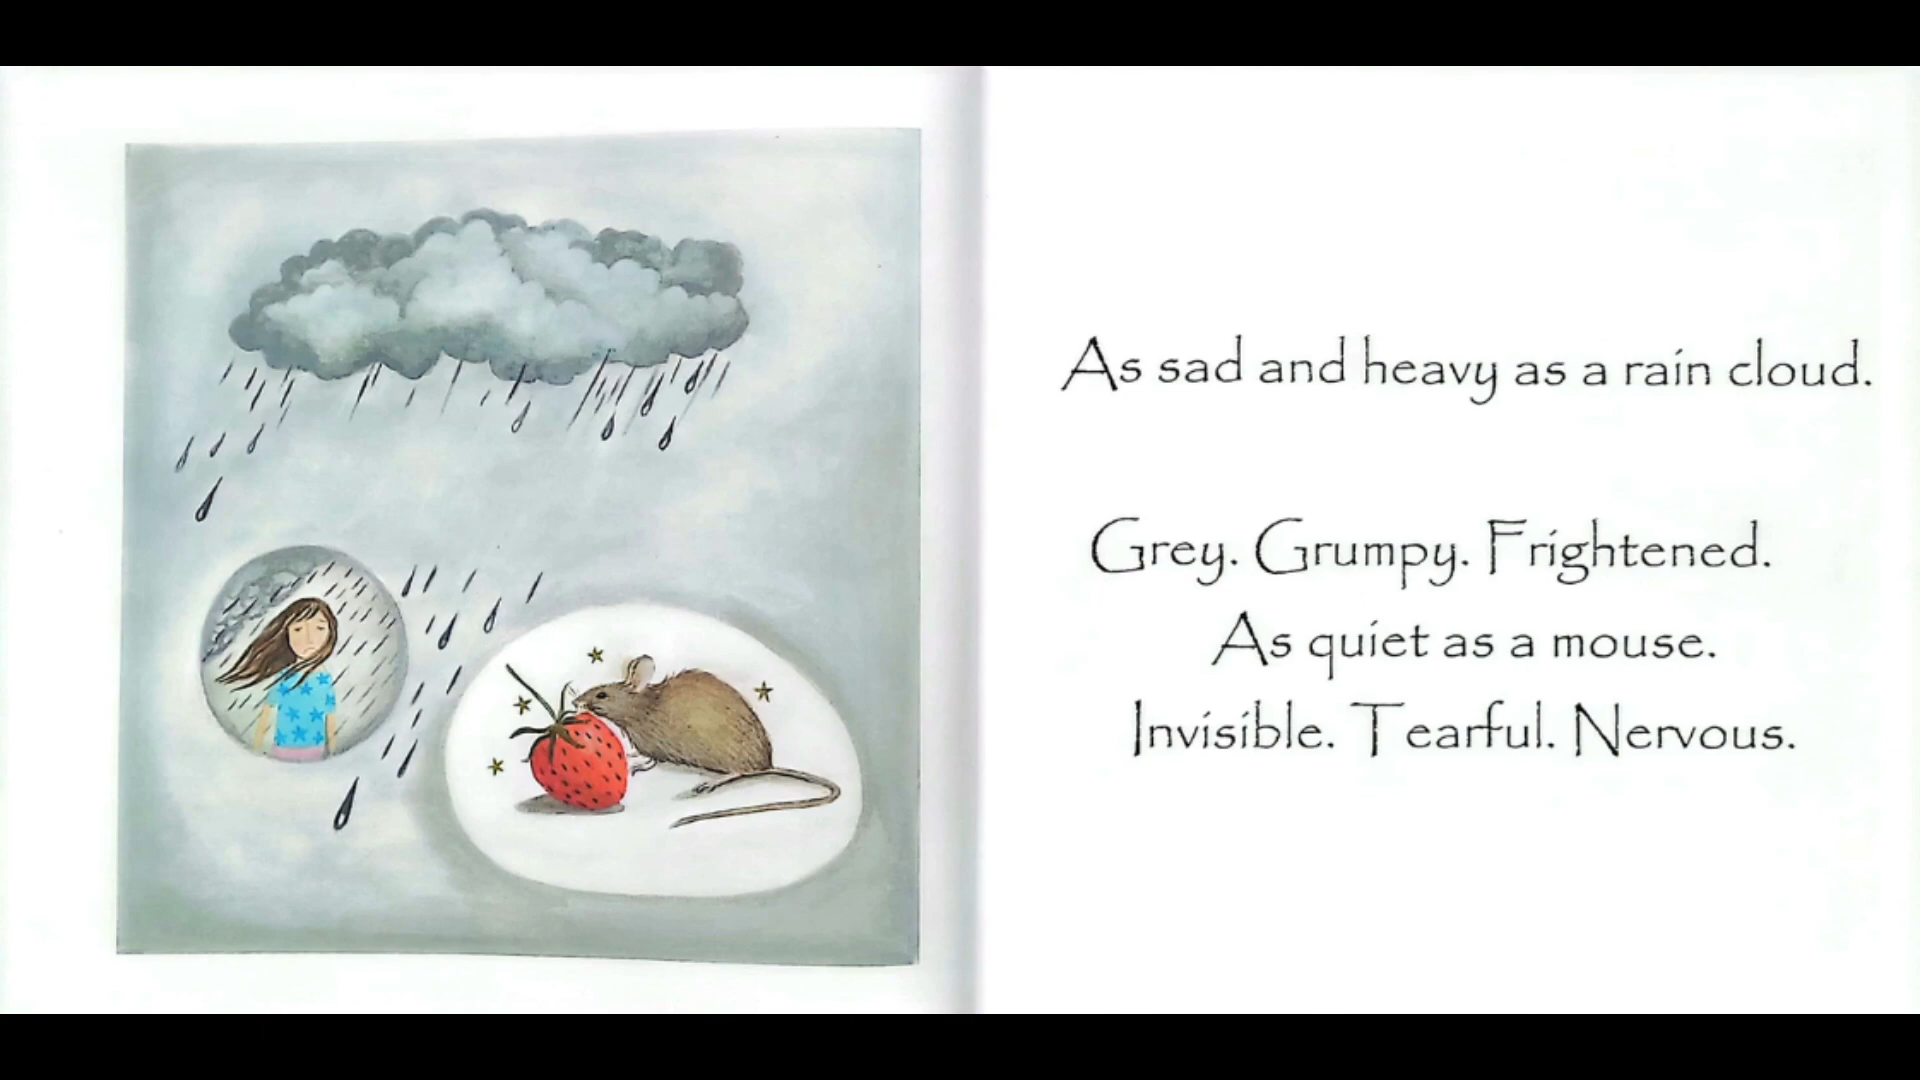 As sad and heavy as a rain cloud.
Grey. Grumpy. Frightened.
As quiet as a mouse.
Invisible. Tearful. Nervous.